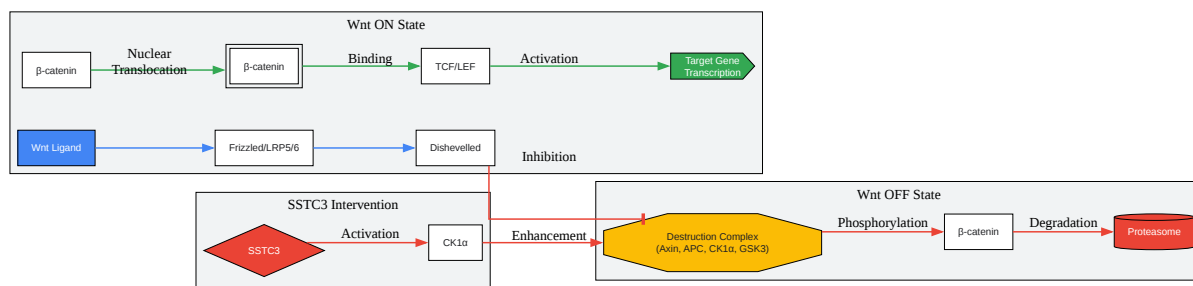 Wnt ON State
β-catenin
Nuclear
Translocation
β-catenin
Binding
TCF/LEF
Activation
Target Gene
Transcription
Wnt Ligand
Frizzled/LRP5/6
Dishevelled
Inhibition
SSTC3 Intervention
SSTC3
Activation
CK1α
Enhancement
Wnt OFF State
Destruction Complex
(Axin, APC, CK1α, GSK3)
Phosphorylation
β-catenin
Degradation
Proteasome